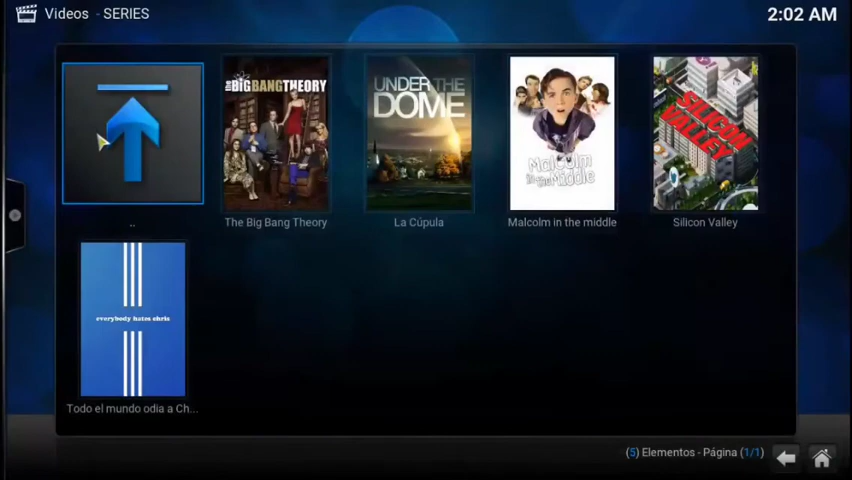 Videos - SERIES
2:02 AM
THE BIG BANG THEORY
UNDER THE
DOME
Malcolm
in the Middle
SILICON
VALLEY
..
The Big Bang Theory
La Cúpula
Malcolm in the middle
Silicon Valley
everybody hates chris
Todo el mundo odia a Ch...
(5) Elementos - Página (1/1)